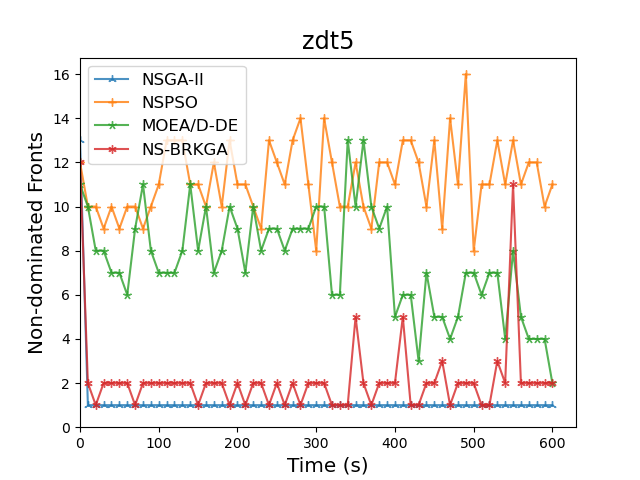 zdt5
NSGA-II
NSPSO
MOEA/D-DE
NS-BRKGA
Non-dominated Fronts
16
14
12
10
8
6
4
2
0
0 100 200 300 400 500 600
Time (s)